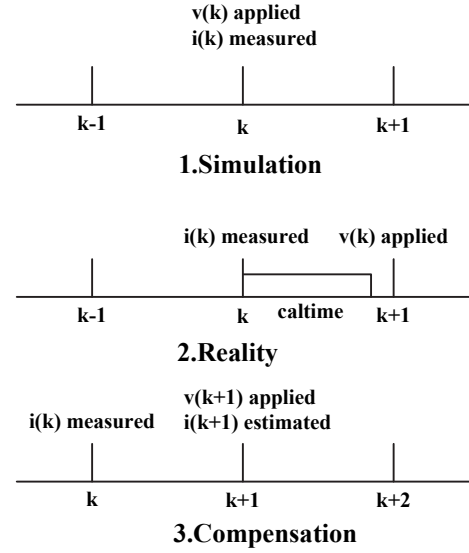 v(k) applied
i(k) measured
k-1 k k+1
1.Simulation
i(k) measured v(k) applied
k-1 k caltime k+1
2.Reality
v(k+1) applied
i(k) measured i(k+1) estimated
k k+1 k+2
3.Compensation